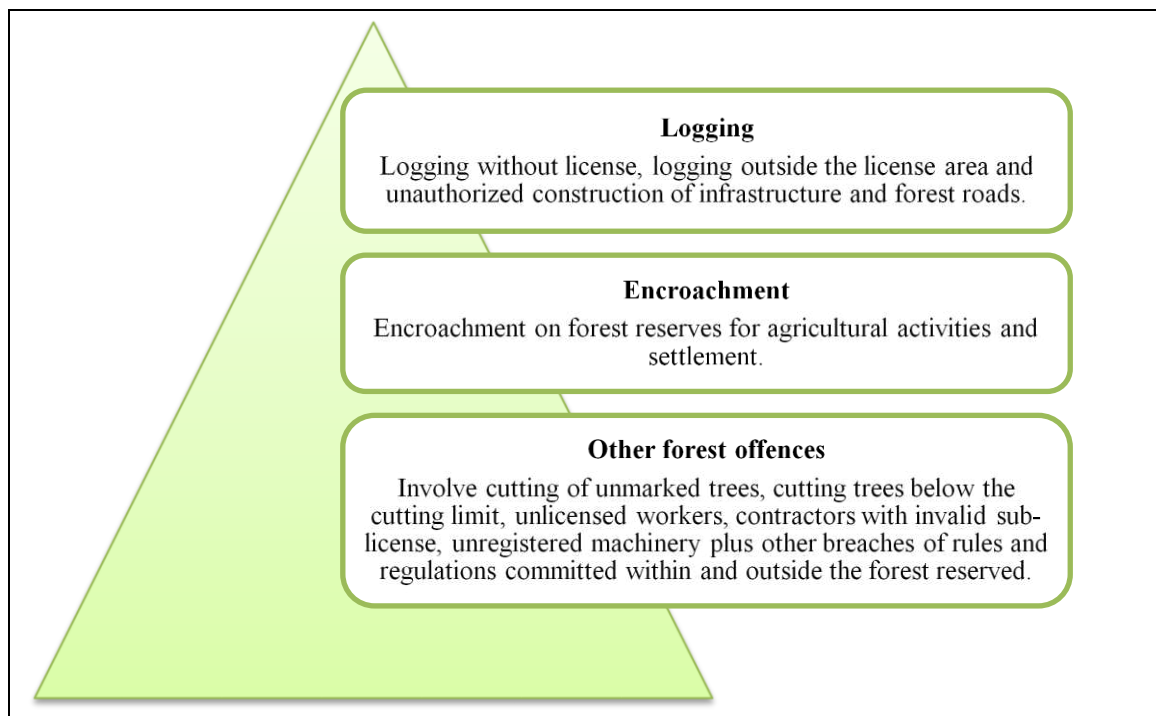 Logging
Logging without license, logging outside the license area and
unauthorized construction of infrastructure and forest roads.
Encroachment
Encroachment on forest reserves for agricultural activities and
settlement.
Other forest offences
Involve cutting of unmarked trees, cutting trees below the
cutting limit, unlicensed workers, contractors with invalid sub-
license, unregistered machinery plus other breaches of rules and
regulations committed within and outside the forest reserved.